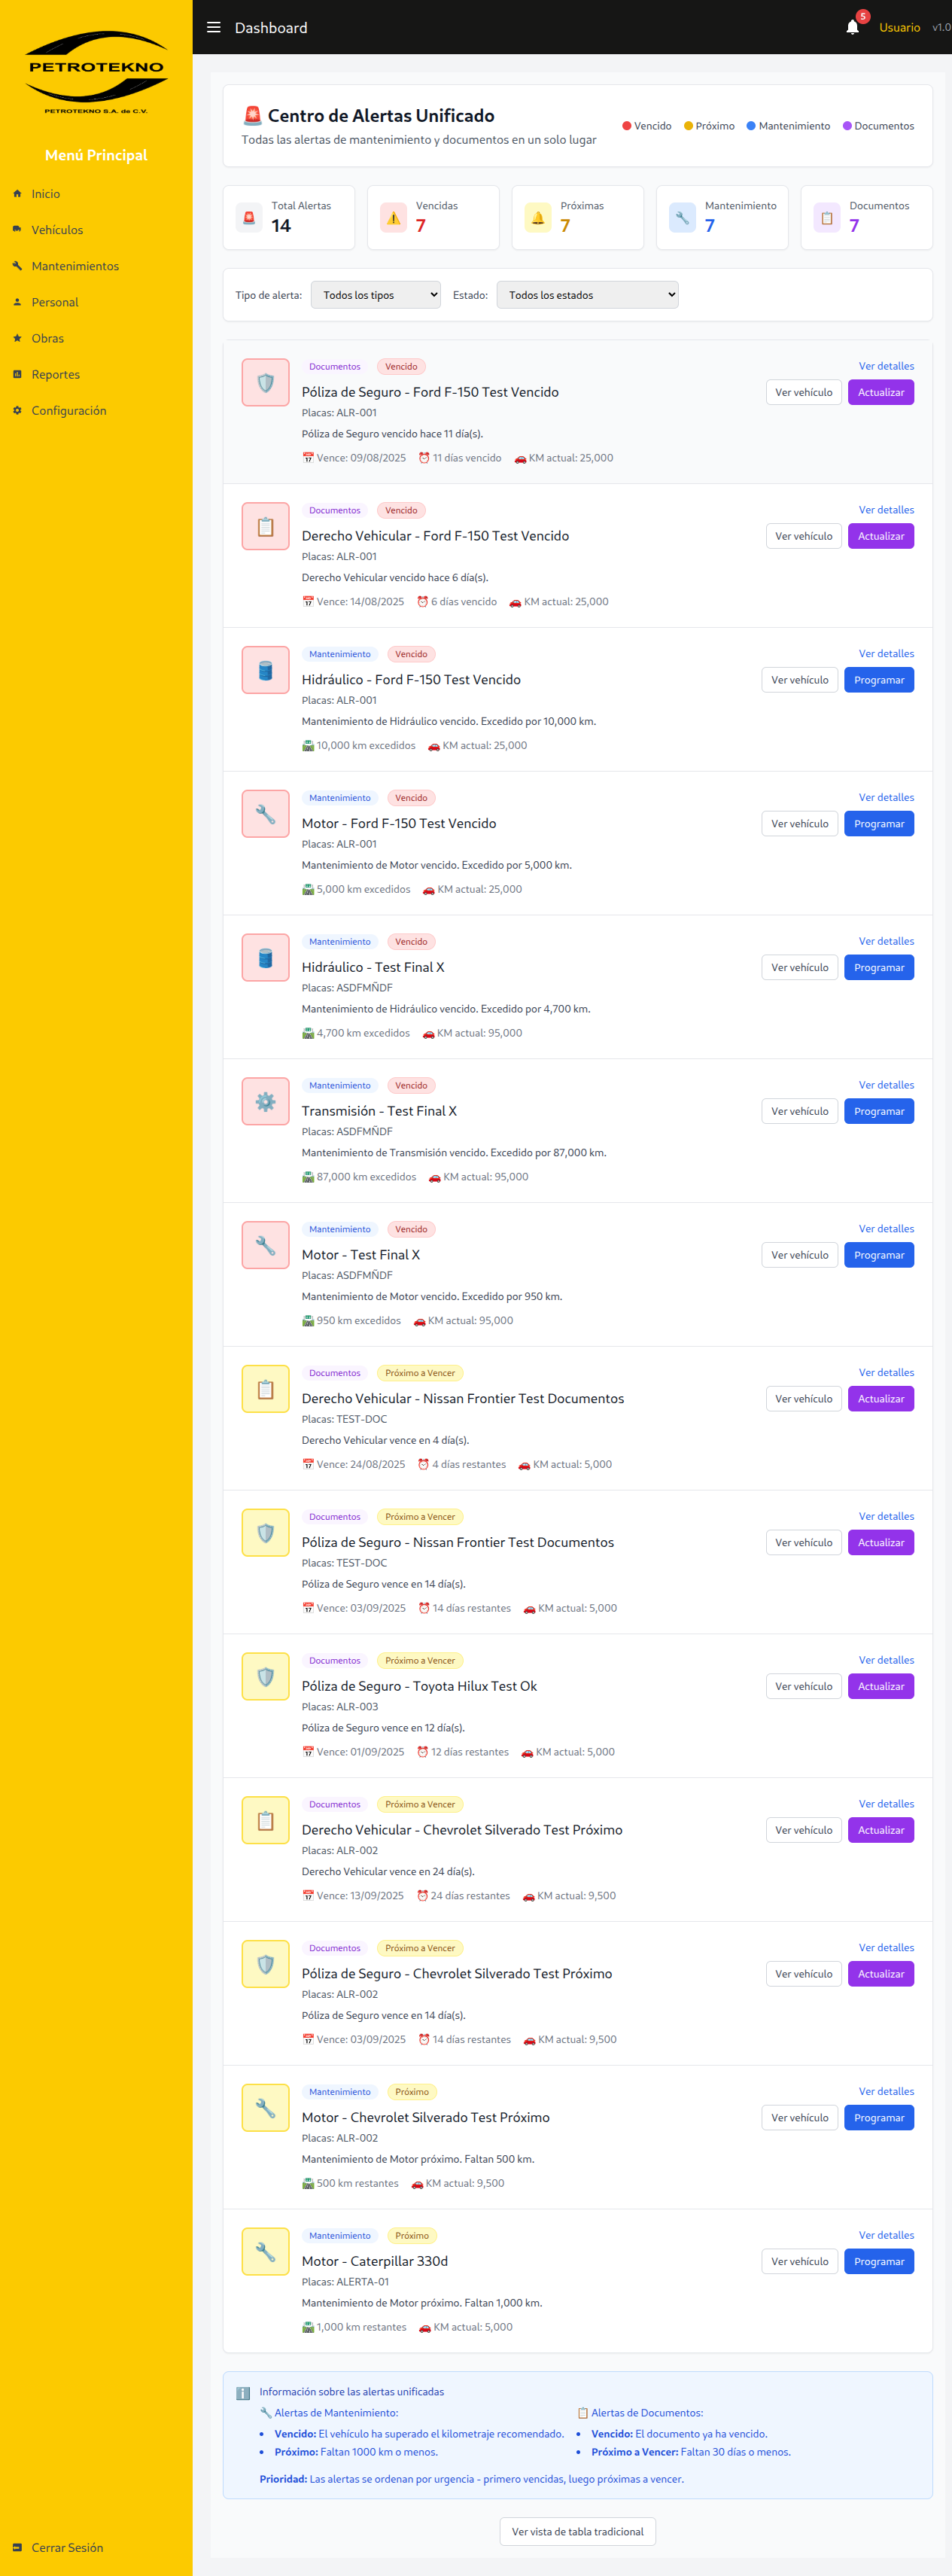 PETROTEKNO
PETROTEKNO S.A. de C.V.
Menú Principal
Inicio
Vehículos
Mantenimientos
Personal
Obras
Reportes
Configuración
Cerrar Sesión
Dashboard
5
Usuario
v1.0
🚨 Centro de Alertas Unificado
Todas las alertas de mantenimiento y documentos en un solo lugar
Vencido
Próximo
Mantenimiento
Documentos
Total Alertas
14
Vencidas
7
Próximas
7
Mantenimiento
7
Documentos
7
Tipo de alerta: Todos los tipos
Estado: Todos los estados
Documentos Vencido
Ver detalles
Póliza de Seguro - Ford F-150 Test Vencido
Ver vehículo Actualizar
Placas: ALR-001
Póliza de Seguro vencido hace 11 día(s).
📅 Vence: 09/08/2025 ⏰ 11 días vencido 🚗 KM actual: 25,000
Documentos Vencido
Ver detalles
Derecho Vehicular - Ford F-150 Test Vencido
Ver vehículo Actualizar
Placas: ALR-001
Derecho Vehicular vencido hace 6 día(s).
📅 Vence: 14/08/2025 ⏰ 6 días vencido 🚗 KM actual: 25,000
Mantenimiento Vencido
Ver detalles
Hidráulico - Ford F-150 Test Vencido
Ver vehículo Programar
Placas: ALR-001
Mantenimiento de Hidráulico vencido. Excedido por 10,000 km.
🛣️ 10,000 km excedidos 🚗 KM actual: 25,000
Mantenimiento Vencido
Ver detalles
Motor - Ford F-150 Test Vencido
Ver vehículo Programar
Placas: ALR-001
Mantenimiento de Motor vencido. Excedido por 5,000 km.
🛣️ 5,000 km excedidos 🚗 KM actual: 25,000
Mantenimiento Vencido
Ver detalles
Hidráulico - Test Final X
Ver vehículo Programar
Placas: ASDFMÑDF
Mantenimiento de Hidráulico vencido. Excedido por 4,700 km.
🛣️ 4,700 km excedidos 🚗 KM actual: 95,000
Mantenimiento Vencido
Ver detalles
Transmisión - Test Final X
Ver vehículo Programar
Placas: ASDFMÑDF
Mantenimiento de Transmisión vencido. Excedido por 87,000 km.
🛣️ 87,000 km excedidos 🚗 KM actual: 95,000
Mantenimiento Vencido
Ver detalles
Motor - Test Final X
Ver vehículo Programar
Placas: ASDFMÑDF
Mantenimiento de Motor vencido. Excedido por 950 km.
🛣️ 950 km excedidos 🚗 KM actual: 95,000
Documentos Próximo a Vencer
Ver detalles
Derecho Vehicular - Nissan Frontier Test Documentos
Ver vehículo Actualizar
Placas: TEST-DOC
Derecho Vehicular vence en 4 día(s).
📅 Vence: 24/08/2025 ⏰ 4 días restantes 🚗 KM actual: 5,000
Documentos Próximo a Vencer
Ver detalles
Póliza de Seguro - Nissan Frontier Test Documentos
Ver vehículo Actualizar
Placas: TEST-DOC
Póliza de Seguro vence en 14 día(s).
📅 Vence: 03/09/2025 ⏰ 14 días restantes 🚗 KM actual: 5,000
Documentos Próximo a Vencer
Ver detalles
Póliza de Seguro - Toyota Hilux Test Ok
Ver vehículo Actualizar
Placas: ALR-003
Póliza de Seguro vence en 12 día(s).
📅 Vence: 01/09/2025 ⏰ 12 días restantes 🚗 KM actual: 5,000
Documentos Próximo a Vencer
Ver detalles
Derecho Vehicular - Chevrolet Silverado Test Próximo
Ver vehículo Actualizar
Placas: ALR-002
Derecho Vehicular vence en 24 día(s).
📅 Vence: 13/09/2025 ⏰ 24 días restantes 🚗 KM actual: 9,500
Documentos Próximo a Vencer
Ver detalles
Póliza de Seguro - Chevrolet Silverado Test Próximo
Ver vehículo Actualizar
Placas: ALR-002
Póliza de Seguro vence en 14 día(s).
📅 Vence: 03/09/2025 ⏰ 14 días restantes 🚗 KM actual: 9,500
Mantenimiento Próximo
Ver detalles
Motor - Chevrolet Silverado Test Próximo
Ver vehículo Programar
Placas: ALR-002
Mantenimiento de Motor próximo. Faltan 500 km.
🛣️ 500 km restantes 🚗 KM actual: 9,500
Mantenimiento Próximo
Ver detalles
Motor - Caterpillar 330d
Ver vehículo Programar
Placas: ALERTA-01
Mantenimiento de Motor próximo. Faltan 1,000 km.
🛣️ 1,000 km restantes 🚗 KM actual: 5,000
ℹ️ Información sobre las alertas unificadas
🔧 Alertas de Mantenimiento:
• Vencido: El vehículo ha superado el kilometraje recomendado.
• Próximo: Faltan 1000 km o menos.
📋 Alertas de Documentos:
• Vencido: El documento ya ha vencido.
• Próximo a Vencer: Faltan 30 días o menos.
Prioridad: Las alertas se ordenan por urgencia - primero vencidas, luego próximas a vencer.
Ver vista de tabla tradicional